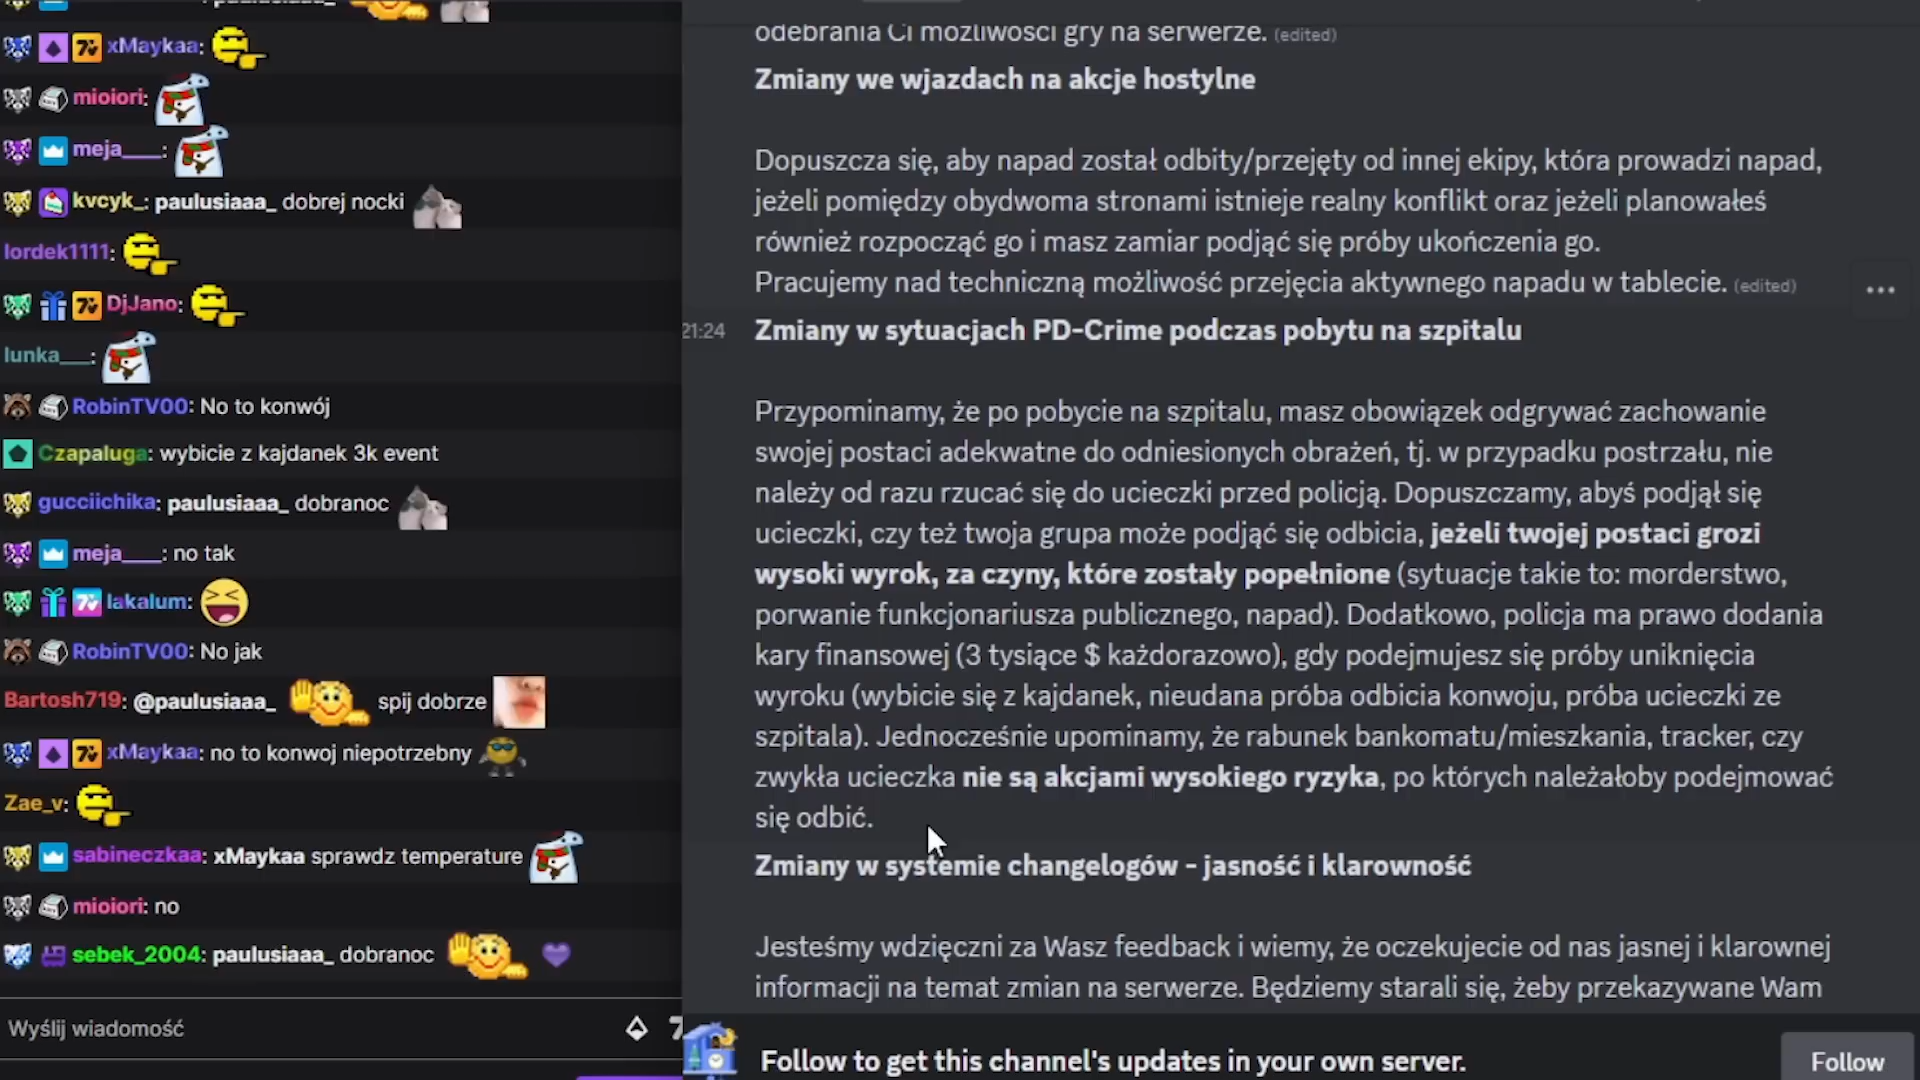 xMaykaa:
mioiori:
meja____:
kvcyk_: paulusiaaa_ dobrej nocki
lordek1111:
DjJano:
lunka___:
RobinTV00: No to konwój
Czapaluga: wybicie z kajdanek 3k event
gucciichika: paulusiaaa_ dobranoc
meja____: no tak
lakalum:
RobinTV00: No jak
Bartosh719: @paulusiaaa_ spij dobrze
xMaykaa: no to konwoj niepotrzebny
Zae_v:
sabineczkaa: xMaykaa sprawdz temperature
mioiori: no
sebek_2004: paulusiaaa_ dobranoc
Wyślij wiadomość
odebrania Ci możliwości gry na serwerze. (edited)
Zmiany we wjazdach na akcje hostylne
Dopuszcza się, aby napad został odbity/przejęty od innej ekipy, która prowadzi napad,
jeżeli pomiędzy obydwoma stronami istnieje realny konflikt oraz jeżeli planowałeś
również rozpocząć go i masz zamiar podjąć się próby ukończenia go.
Pracujemy nad techniczną możliwość przejęcia aktywnego napadu w tablecie. (edited)
21:24 Zmiany w sytuacjach PD-Crime podczas pobytu na szpitalu
Przypominamy, że po pobycie na szpitalu, masz obowiązek odgrywać zachowanie
swojej postaci adekwatne do odniesionych obrażeń, tj. w przypadku postrzału, nie
należy od razu rzucać się do ucieczki przed policją. Dopuszczamy, abyś podjął się
ucieczki, czy też twoja grupa może podjąć się odbicia, jeżeli twojej postaci grozi
wysoki wyrok, za czyny, które zostały popełnione (sytuacje takie to: morderstwo,
porwanie funkcjonariusza publicznego, napad). Dodatkowo, policja ma prawo dodania
kary finansowej (3 tysiące $ każdorazowo), gdy podejmujesz się próby uniknięcia
wyroku (wybicie się z kajdanek, nieudana próba odbicia konwoju, próba ucieczki ze
szpitala). Jednocześnie upominamy, że rabunek bankomatu/mieszkania, tracker, czy
zwykła ucieczka nie są akcjami wysokiego ryzyka, po których należałoby podejmować
się odbić.
Zmiany w systemie changelogów - jasność i klarowność
Jesteśmy wdzięczni za Wasz feedback i wiemy, że oczekujecie od nas jasnej i klarownej
informacji na temat zmian na serwerze. Będziemy starali się, żeby przekazywane Wam
Follow to get this channel's updates in your own server.
Follow